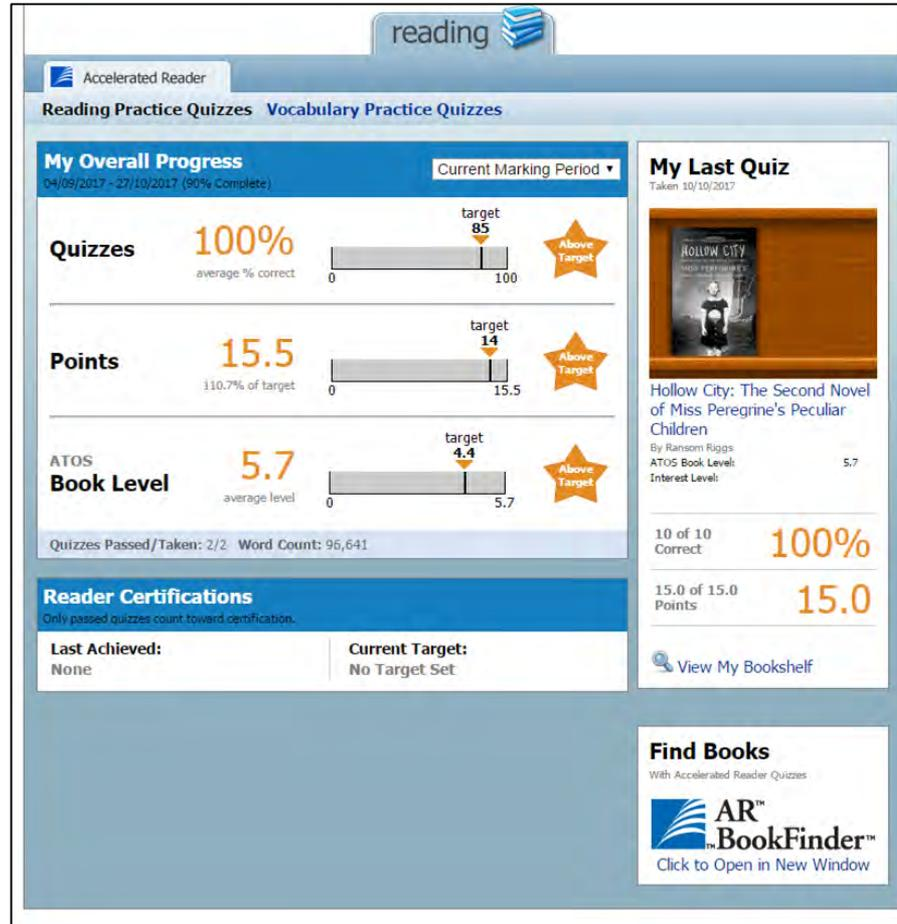 reading
Accelerated Reader
Reading Practice Quizzes Vocabulary Practice Quizzes
My Overall Progress
Current Marking Period
04/09/2017 - 27/10/2017 (90% Complete)
Quizzes
100%
average % correct
target
85
0
100
Above
Target
Points
15.5
110.7% of target
target
14
0
15.5
Above
Target
ATOS
Book Level
5.7
average level
target
4.4
0
5.7
Above
Target
Quizzes Passed/Taken: 2/2 Word Count: 96,641
Reader Certifications
Only passed quizzes count toward certification.
Last Achieved:
None
Current Target:
No Target Set
My Last Quiz
Taken 10/10/2017
HOLLOW CITY
MISS PEREGRINE'S
Hollow City: The Second Novel
of Miss Peregrine's Peculiar
Children
By Ransom Riggs
ATOS Book Level: 5.7
Interest Level:
10 of 10
Correct
100%
15.0 of 15.0
Points
15.0
View My Bookshelf
Find Books
With Accelerated Reader Quizzes
AR™
™BookFinder™
Click to Open in New Window